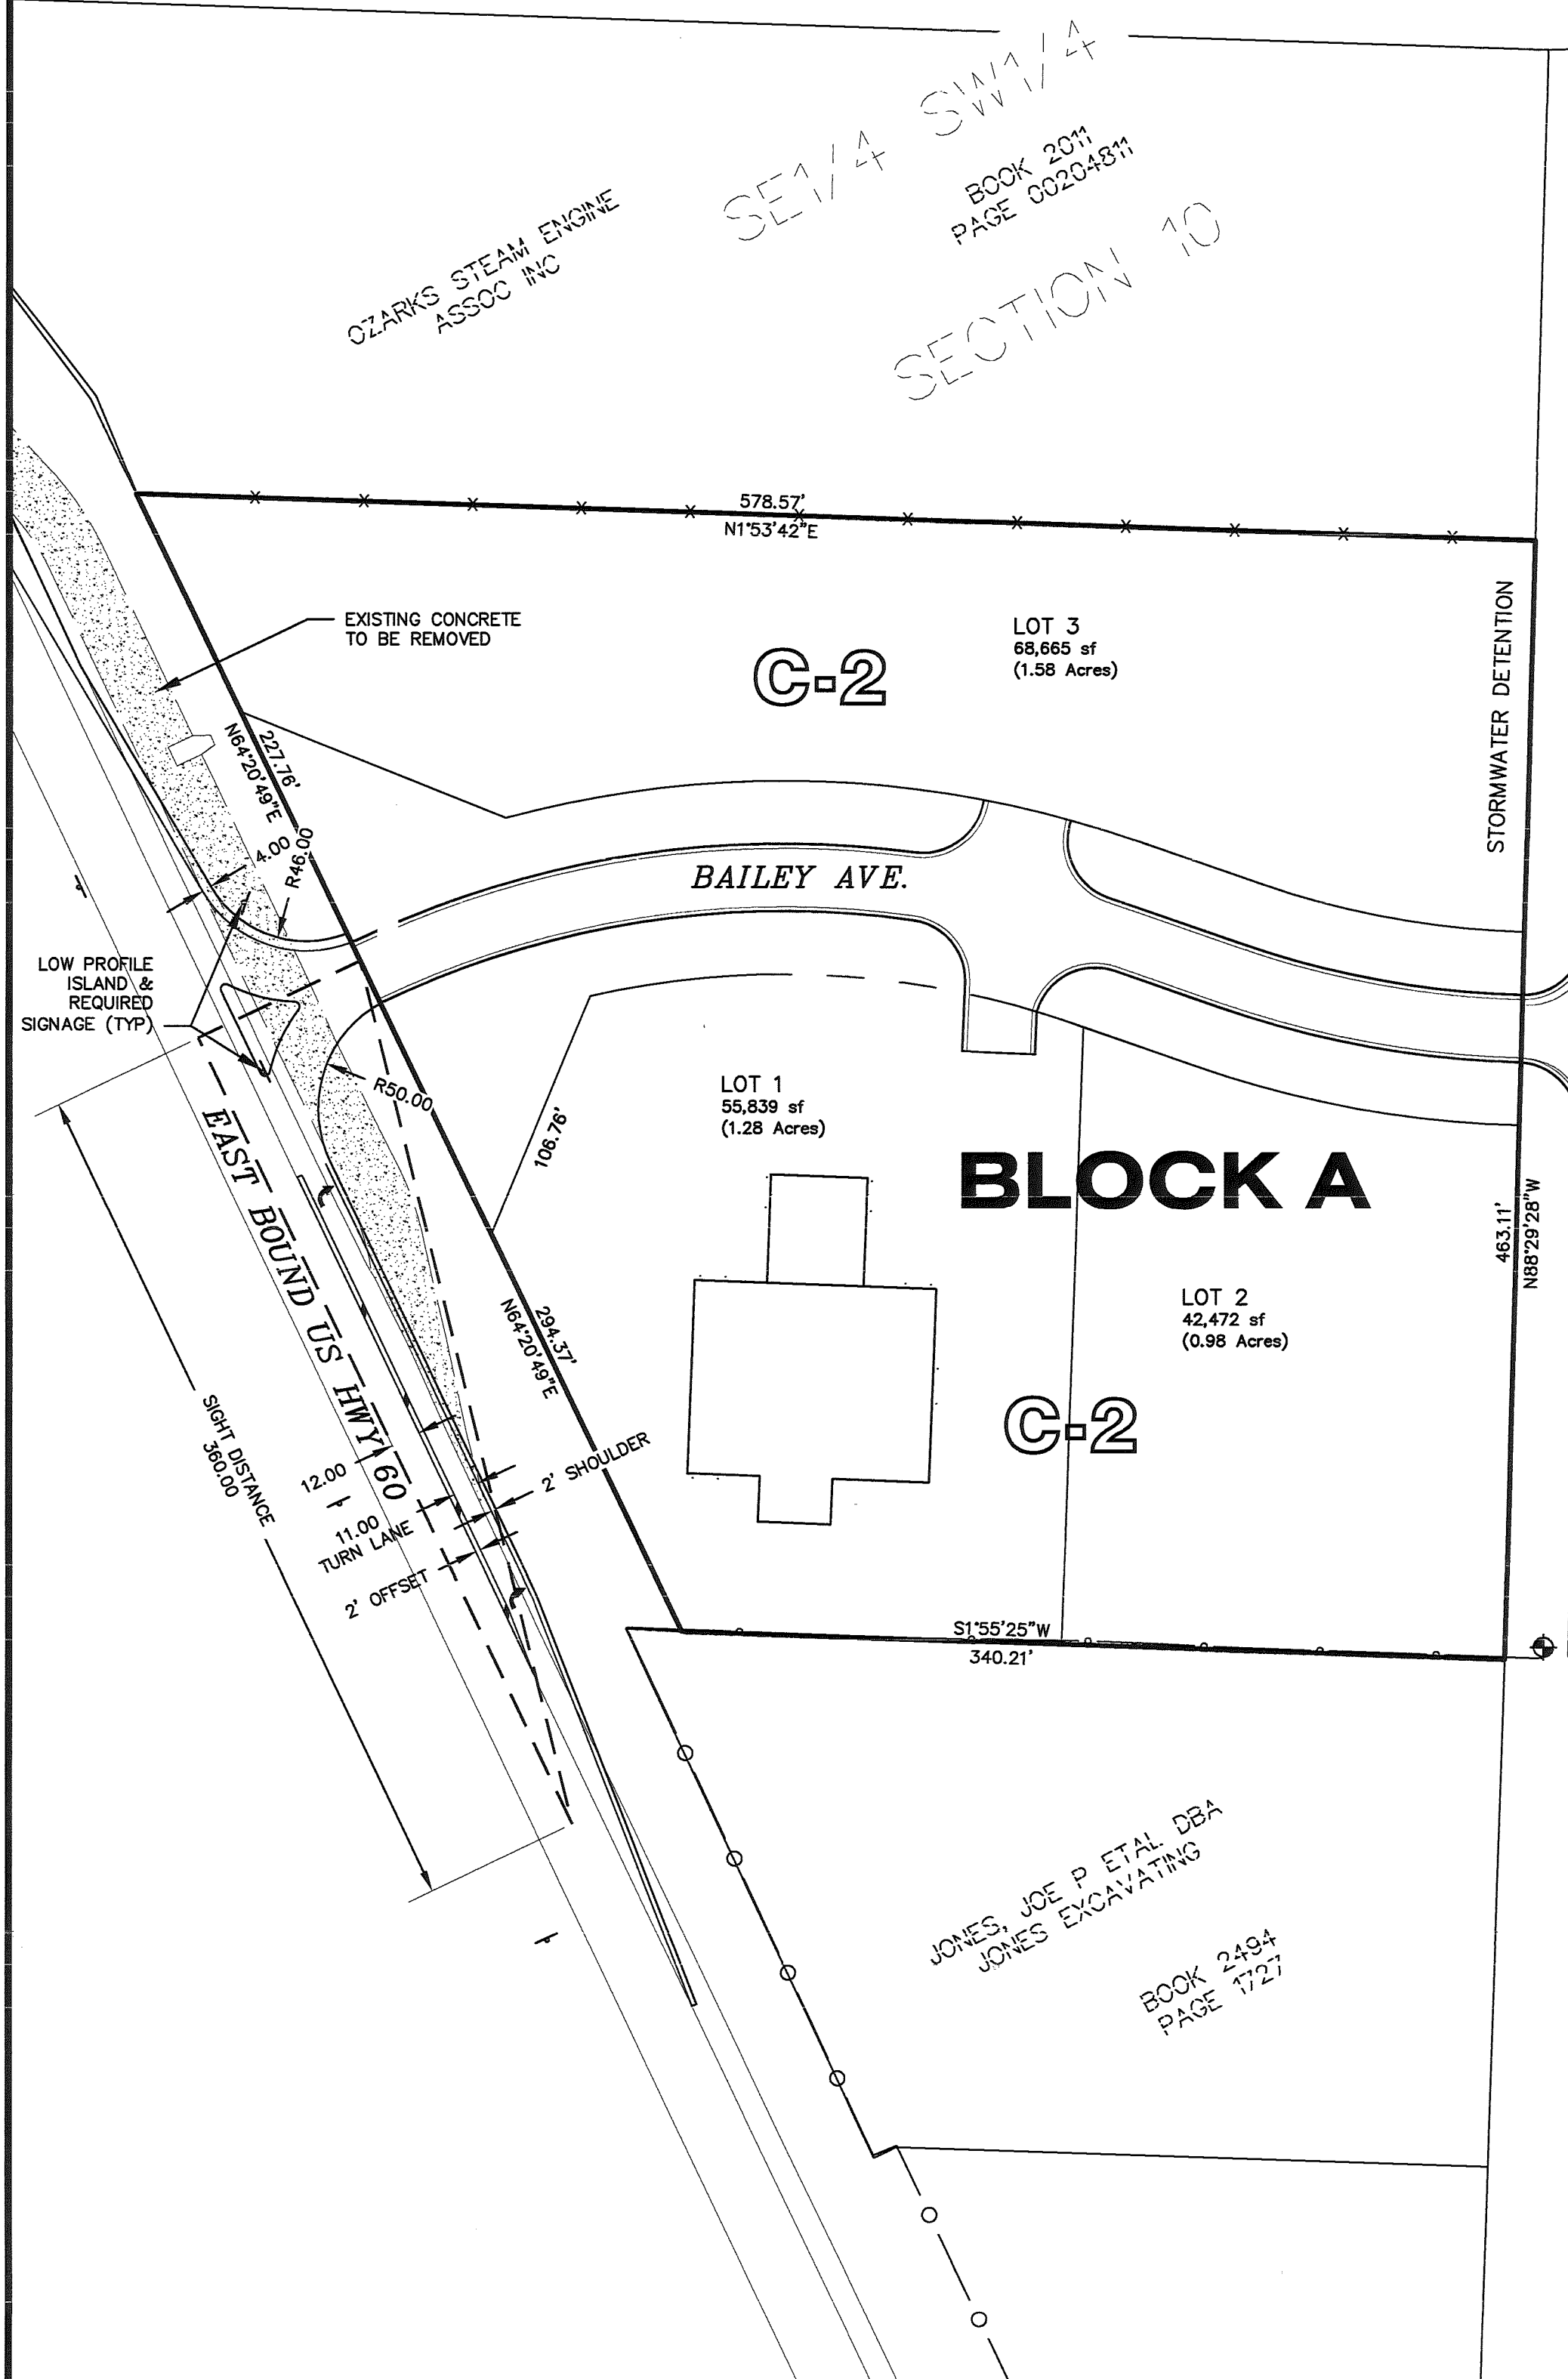 SE1/4 SW1/4
BOOK 2011
PAGE 00204811
OZARKS STEAM ENGINE
ASSOC INC
SECTION 10
578.57'
N1°53'42"E
EXISTING CONCRETE
TO BE REMOVED
LOT 3
68,665 sf
(1.58 Acres)
C-2
STORMWATER DETENTION
227.76'
N64°20'49"E
4.00
R46.00
BAILEY AVE.
LOW PROFILE
ISLAND &
REQUIRED
SIGNAGE (TYP)
R50.00
LOT 1
55,839 sf
(1.28 Acres)
106.76'
EAST BOUND US HWY 60
BLOCK A
463.11'
N88°29'28"W
294.37'
N64°20'49"E
LOT 2
42,472 sf
(0.98 Acres)
C-2
SIGHT DISTANCE
360.00
12.00
2' SHOULDER
11.00
TURN LANE
2' OFFSET
S1°55'25"W
340.21'
JONES, JOE P ETAL DBA
JONES EXCAVATING
BOOK 2494
PAGE 1727